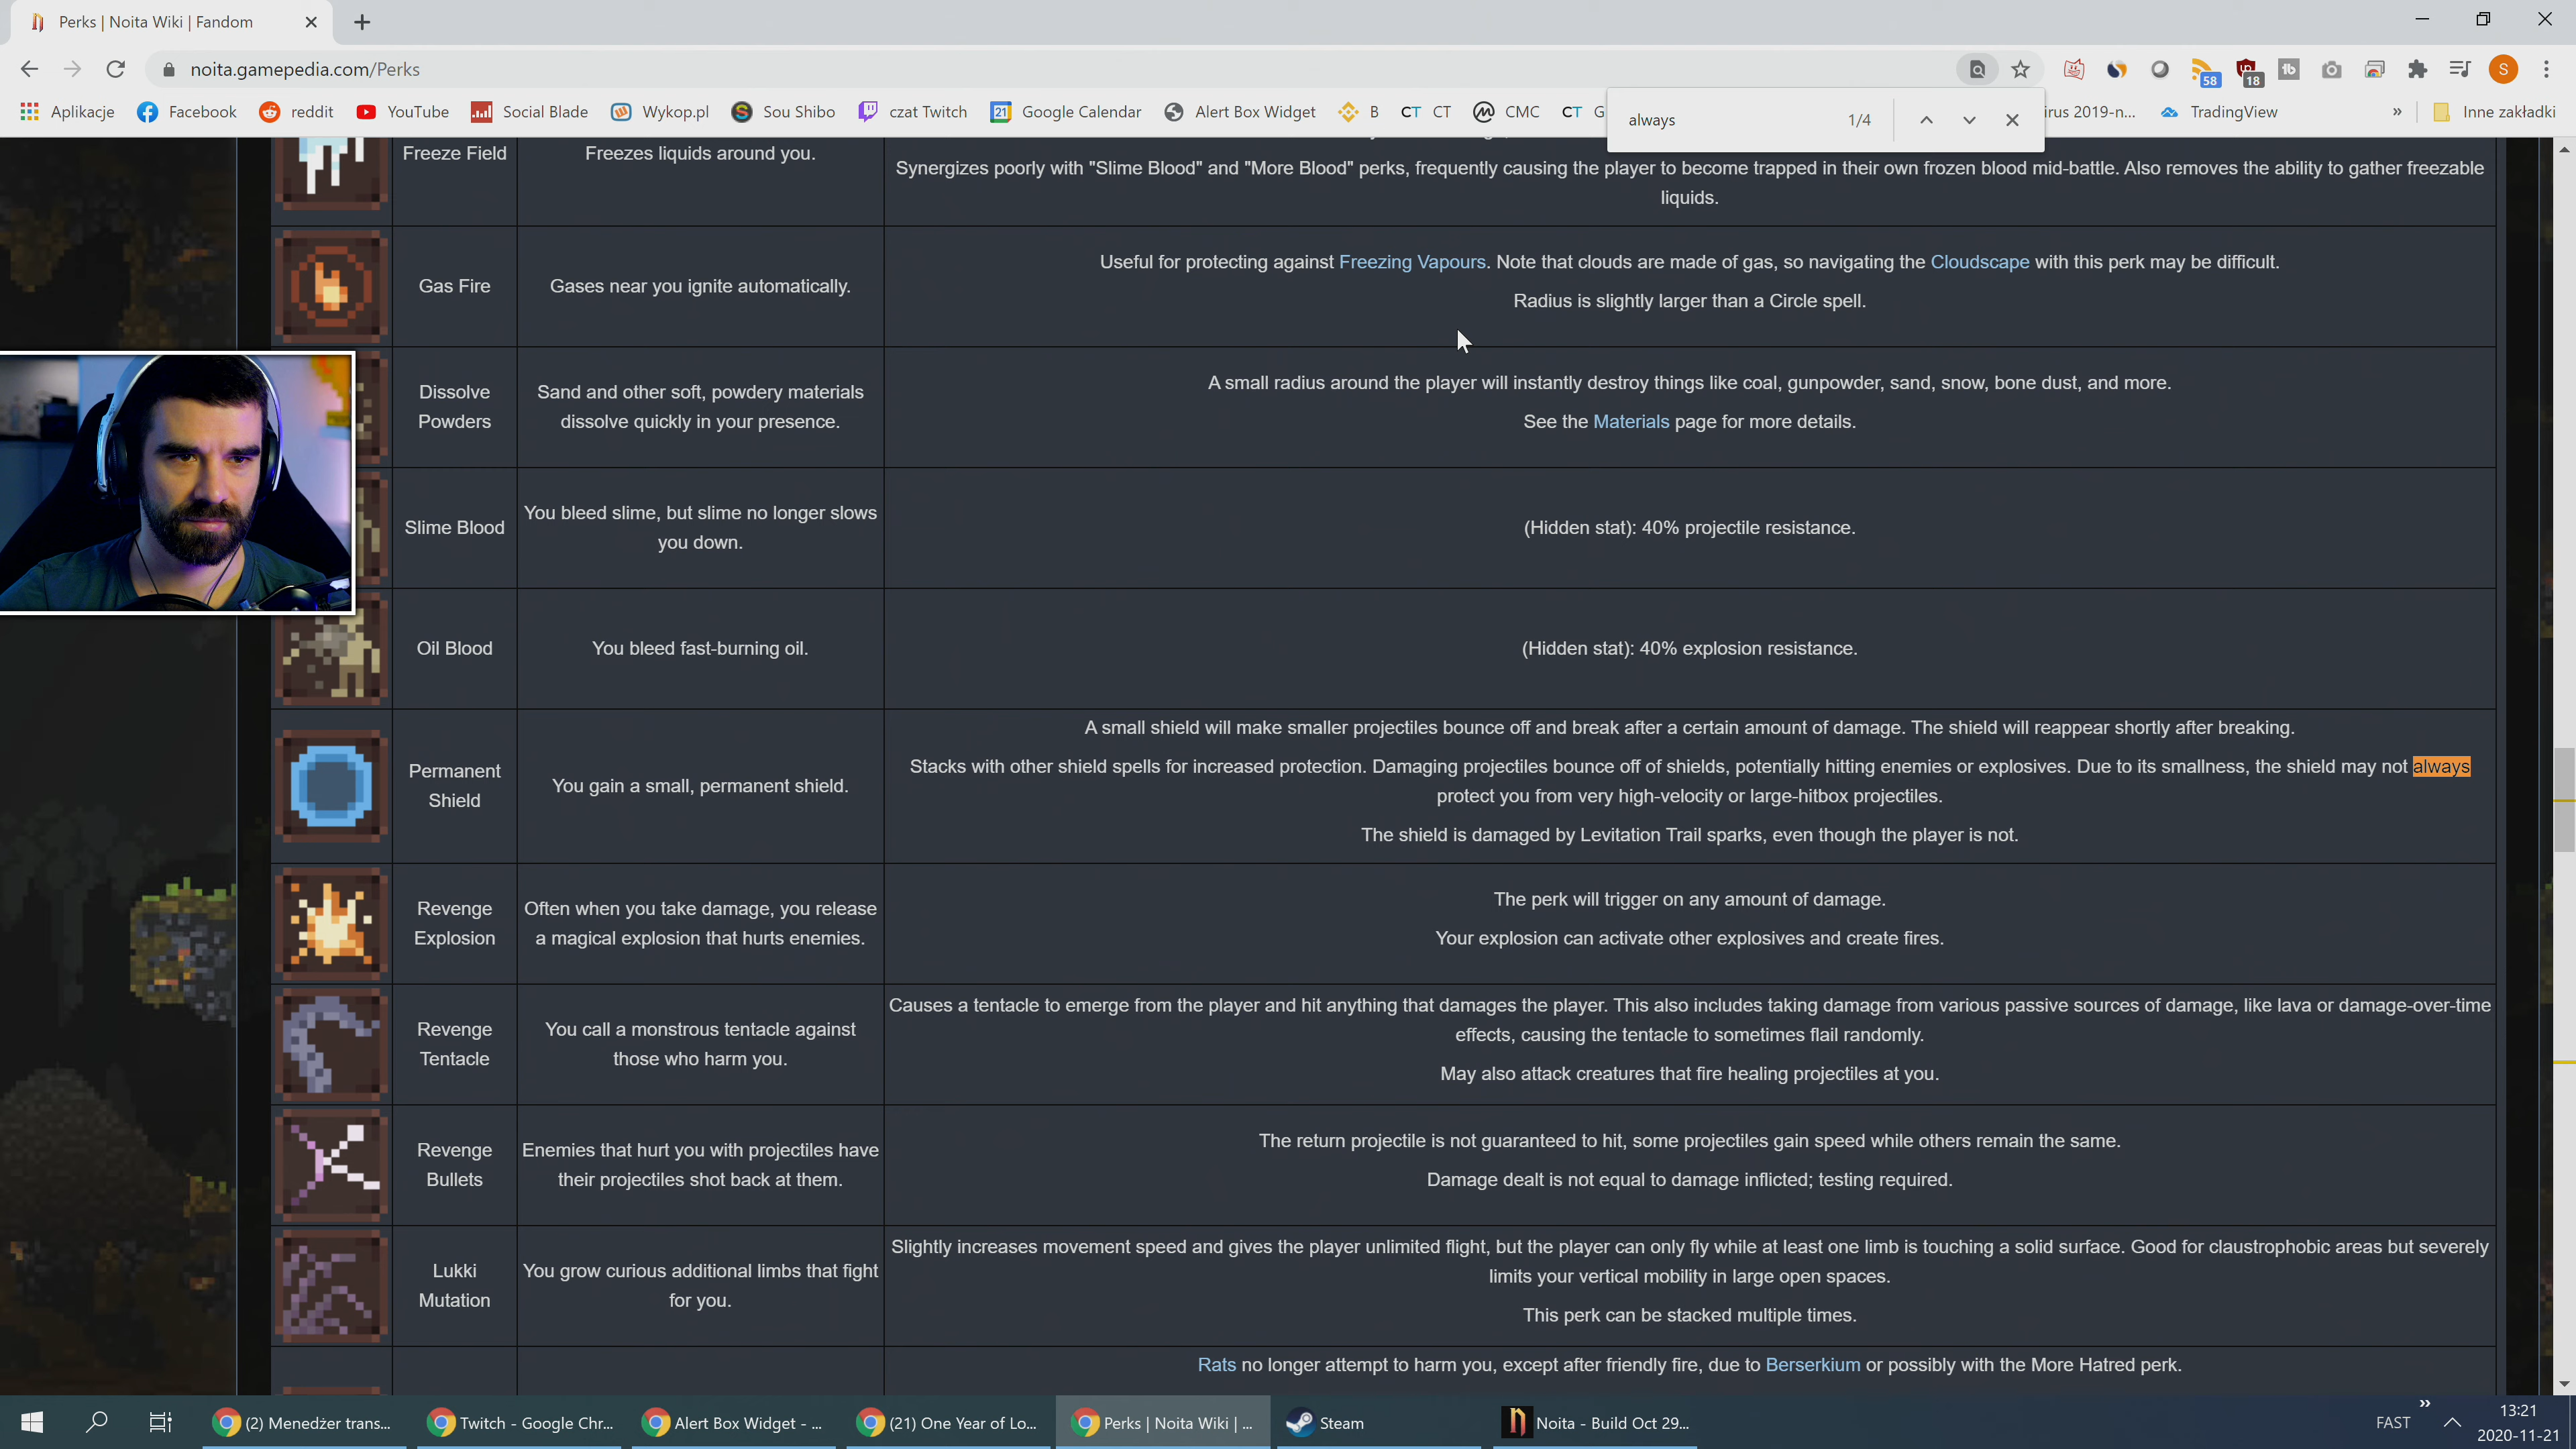 Perks | Noita Wiki | Fandom
noita.gamepedia.com/Perks
58
18
S
Aplikacje
Facebook
reddit
YouTube
Social Blade
Wykop.pl
Sou Shibo
czat Twitch
Google Calendar
Alert Box Widget
B
CT CT
CMC
CT G
irus 2019-n...
TradingView
»
Inne zakładki
always 1/4
Freeze Field
Freezes liquids around you.
Synergizes poorly with "Slime Blood" and "More Blood" perks, frequently causing the player to become trapped in their own frozen blood mid-battle. Also removes the ability to gather freezable
liquids.
Gas Fire
Gases near you ignite automatically.
Useful for protecting against Freezing Vapours. Note that clouds are made of gas, so navigating the Cloudscape with this perk may be difficult.
Radius is slightly larger than a Circle spell.
Dissolve
Powders
Sand and other soft, powdery materials
dissolve quickly in your presence.
A small radius around the player will instantly destroy things like coal, gunpowder, sand, snow, bone dust, and more.
See the Materials page for more details.
Slime Blood
You bleed slime, but slime no longer slows
you down.
(Hidden stat): 40% projectile resistance.
Oil Blood
You bleed fast-burning oil.
(Hidden stat): 40% explosion resistance.
Permanent
Shield
You gain a small, permanent shield.
A small shield will make smaller projectiles bounce off and break after a certain amount of damage. The shield will reappear shortly after breaking.
Stacks with other shield spells for increased protection. Damaging projectiles bounce off of shields, potentially hitting enemies or explosives. Due to its smallness, the shield may not always
protect you from very high-velocity or large-hitbox projectiles.
The shield is damaged by Levitation Trail sparks, even though the player is not.
Revenge
Explosion
Often when you take damage, you release
a magical explosion that hurts enemies.
The perk will trigger on any amount of damage.
Your explosion can activate other explosives and create fires.
Revenge
Tentacle
You call a monstrous tentacle against
those who harm you.
Causes a tentacle to emerge from the player and hit anything that damages the player. This also includes taking damage from various passive sources of damage, like lava or damage-over-time
effects, causing the tentacle to sometimes flail randomly.
May also attack creatures that fire healing projectiles at you.
Revenge
Bullets
Enemies that hurt you with projectiles have
their projectiles shot back at them.
The return projectile is not guaranteed to hit, some projectiles gain speed while others remain the same.
Damage dealt is not equal to damage inflicted; testing required.
Lukki
Mutation
You grow curious additional limbs that fight
for you.
Slightly increases movement speed and gives the player unlimited flight, but the player can only fly while at least one limb is touching a solid surface. Good for claustrophobic areas but severely
limits your vertical mobility in large open spaces.
This perk can be stacked multiple times.
Rats no longer attempt to harm you, except after friendly fire, due to Berserkium or possibly with the More Hatred perk.
(2) Menedżer trans...
Twitch - Google Chr...
Alert Box Widget - ...
(21) One Year of Lo...
Perks | Noita Wiki | ...
Steam
Noita - Build Oct 29...
FAST
»
13:21
2020-11-21